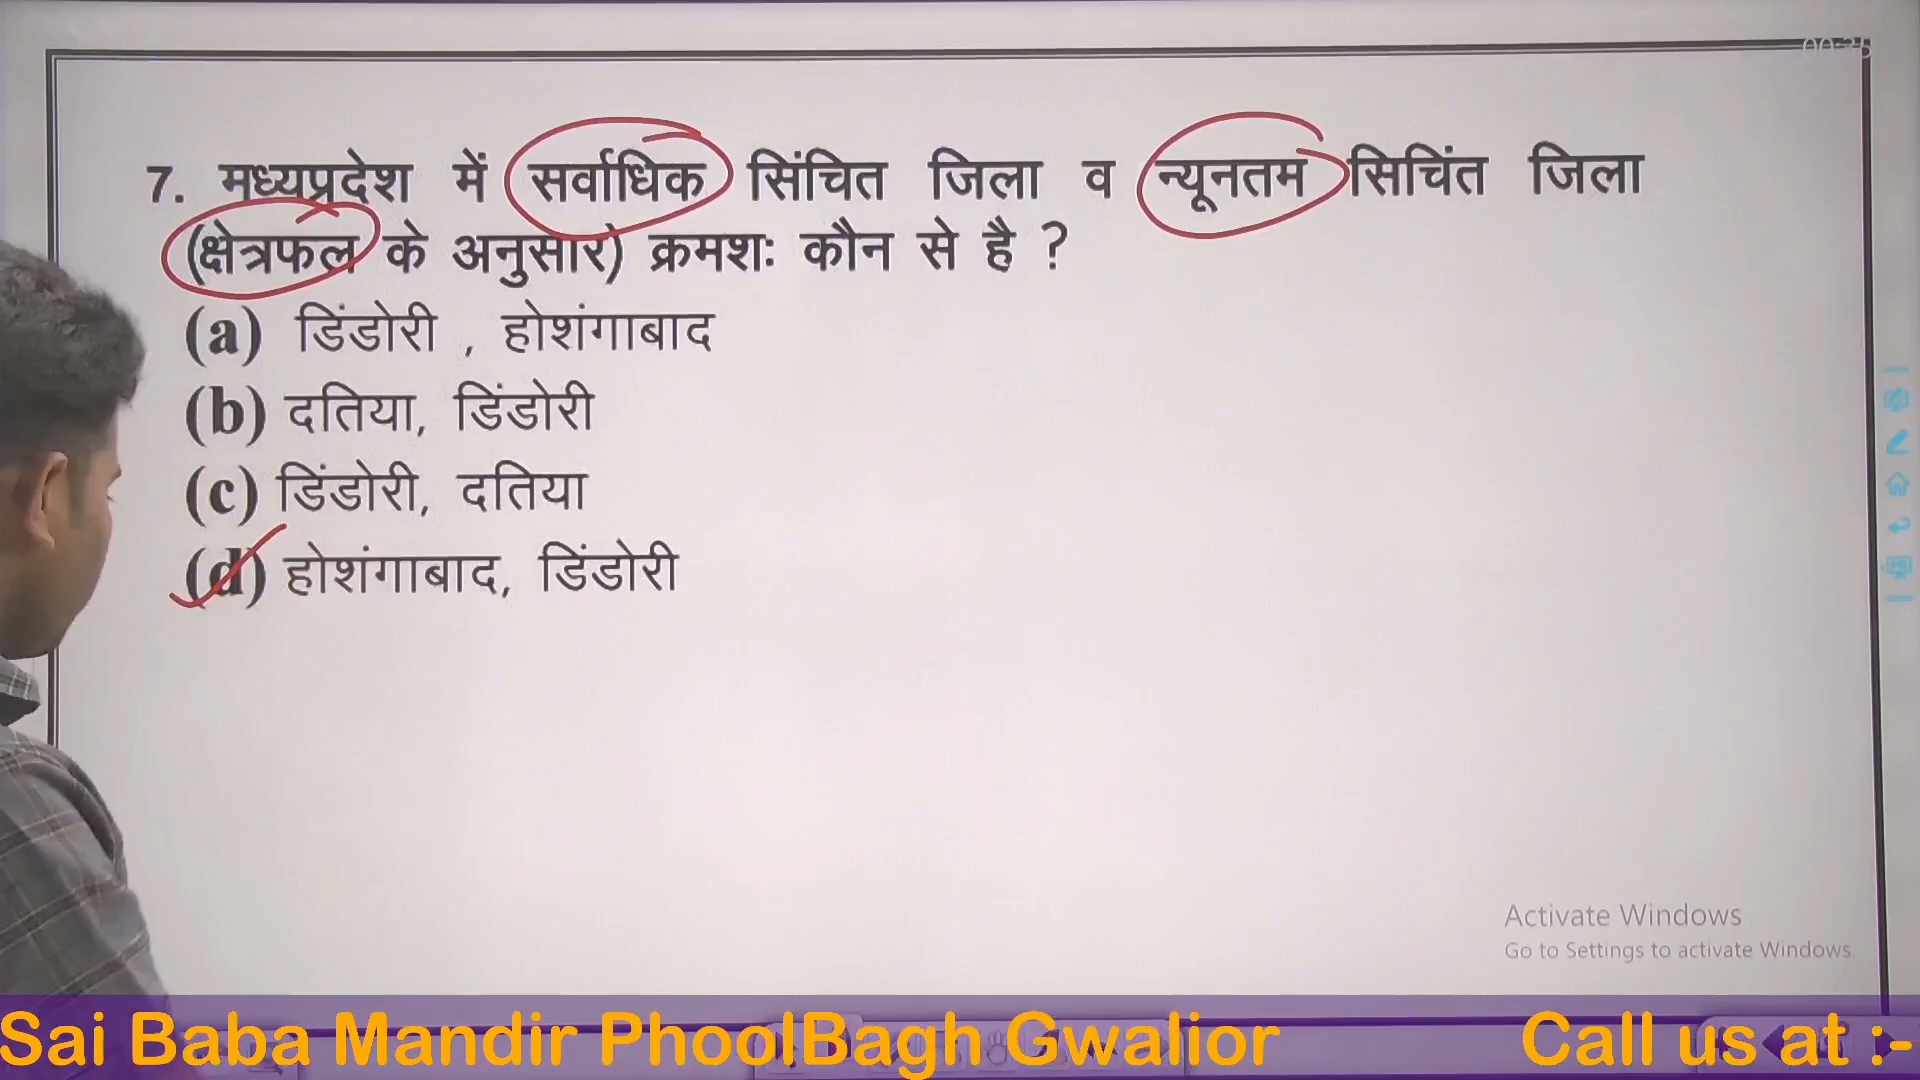 7. मध्यप्रदेश में सर्वाधिक सिंचित जिला व न्यूनतम सिचिंत जिला
(क्षेत्रफल के अनुसार) क्रमशः कौन से है ?
(a) डिंडोरी , होशंगाबाद
(b) दतिया, डिंडोरी
(c) डिंडोरी, दतिया
(d) होशंगाबाद, डिंडोरी
Activate Windows
Go to Settings to activate Windows.
Sai Baba Mandir PhoolBagh Gwalior Call us at :-